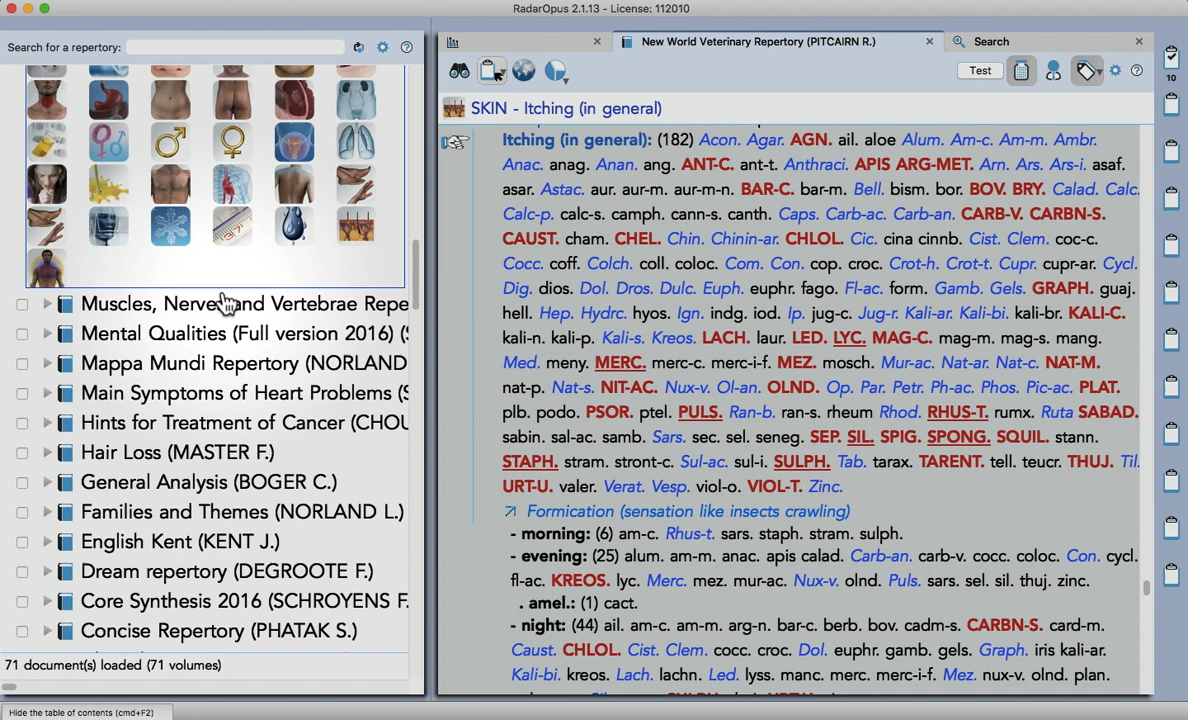 RadarOpus 2.1.13 - License: 112010
Search for a repertory:
New World Veterinary Repertory (PITCAIRN R.)
Search
Test
10
SKIN - Itching (in general)
Muscles, Nerve and Vertebrae Repe
Mental Qualities (Full version 2016) (S
Mappa Mundi Repertory (NORLAND
Main Symptoms of Heart Problems (S
Hints for Treatment of Cancer (CHOU
Hair Loss (MASTER F.)
General Analysis (BOGER C.)
Families and Themes (NORLAND L.)
English Kent (KENT J.)
Dream repertory (DEGROOTE F.)
Core Synthesis 2016 (SCHROYENS F.
Concise Repertory (PHATAK S.)
71 document(s) loaded (71 volumes)
Hide the table of contents (cmd+F2)
Itching (in general): (182) Acon. Agar. AGN. ail. aloe Alum. Am-c. Am-m. Ambr.
Anac. anag. Anan. ang. ANT-C. ant-t. Anthraci. APIS ARG-MET. Arn. Ars. Ars-i. asaf.
asar. Astac. aur. aur-m. aur-m-n. BAR-C. bar-m. Bell. bism. bor. BOV. BRY. Calad. Calc.
Calc-p. calc-s. camph. cann-s. canth. Caps. Carb-ac. Carb-an. CARB-V. CARBN-S.
CAUST. cham. CHEL. Chin. Chinin-ar. CHLOL. Cic. cina cinnb. Cist. Clem. coc-c.
Cocc. coff. Colch. coll. coloc. Com. Con. cop. croc. Crot-h. Crot-t. Cupr. cupr-ar. Cycl.
Dig. dios. Dol. Dros. Dulc. Euph. euphr. fago. Fl-ac. form. Gamb. Gels. GRAPH. guaj.
hell. Hep. Hydrc. hyos. Ign. indg. iod. Ip. jug-c. Jug-r. Kali-ar. Kali-bi. kali-br. KALI-C.
kali-n. kali-p. Kali-s. Kreos. LACH. laur. LED. LYC. MAG-C. mag-m. mag-s. mang.
Med. meny. MERC. merc-c. merc-i-f. MEZ. mosch. Mur-ac. Nat-ar. Nat-c. NAT-M.
nat-p. Nat-s. NIT-AC. Nux-v. Ol-an. OLND. Op. Par. Petr. Ph-ac. Phos. Pic-ac. PLAT.
plb. podo. PSOR. ptel. PULS. Ran-b. ran-s. rheum Rhod. RHUS-T. rumx. Ruta SABAD.
sabin. sal-ac. samb. Sars. sec. sel. seneg. SEP. SIL. SPIG. SPONG. SQUIL. stann.
STAPH. stram. stront-c. Sul-ac. sul-i. SULPH. Tab. tarax. TARENT. tell. teucr. THUJ. Til.
URT-U. valer. Verat. Vesp. viol-o. VIOL-T. Zinc.
Formication (sensation like insects crawling)
- morning: (6) am-c. Rhus-t. sars. staph. stram. sulph.
- evening: (25) alum. am-m. anac. apis calad. Carb-an. carb-v. cocc. coloc. Con. cycl.
fl-ac. KREOS. lyc. Merc. mez. mur-ac. Nux-v. olnd. Puls. sars. sel. sil. thuj. zinc.
. amel.: (1) cact.
- night: (44) ail. am-c. am-m. arg-n. bar-c. berb. bov. cadm-s. CARBN-S. card-m.
Caust. CHLOL. Cist. Clem. cocc. croc. Dol. euphr. gamb. gels. Graph. iris kali-ar.
Kali-bi. kreos. Lach. lachn. Led. lyss. manc. merc. merc-i-f. Mez. nux-v. olnd. plan.